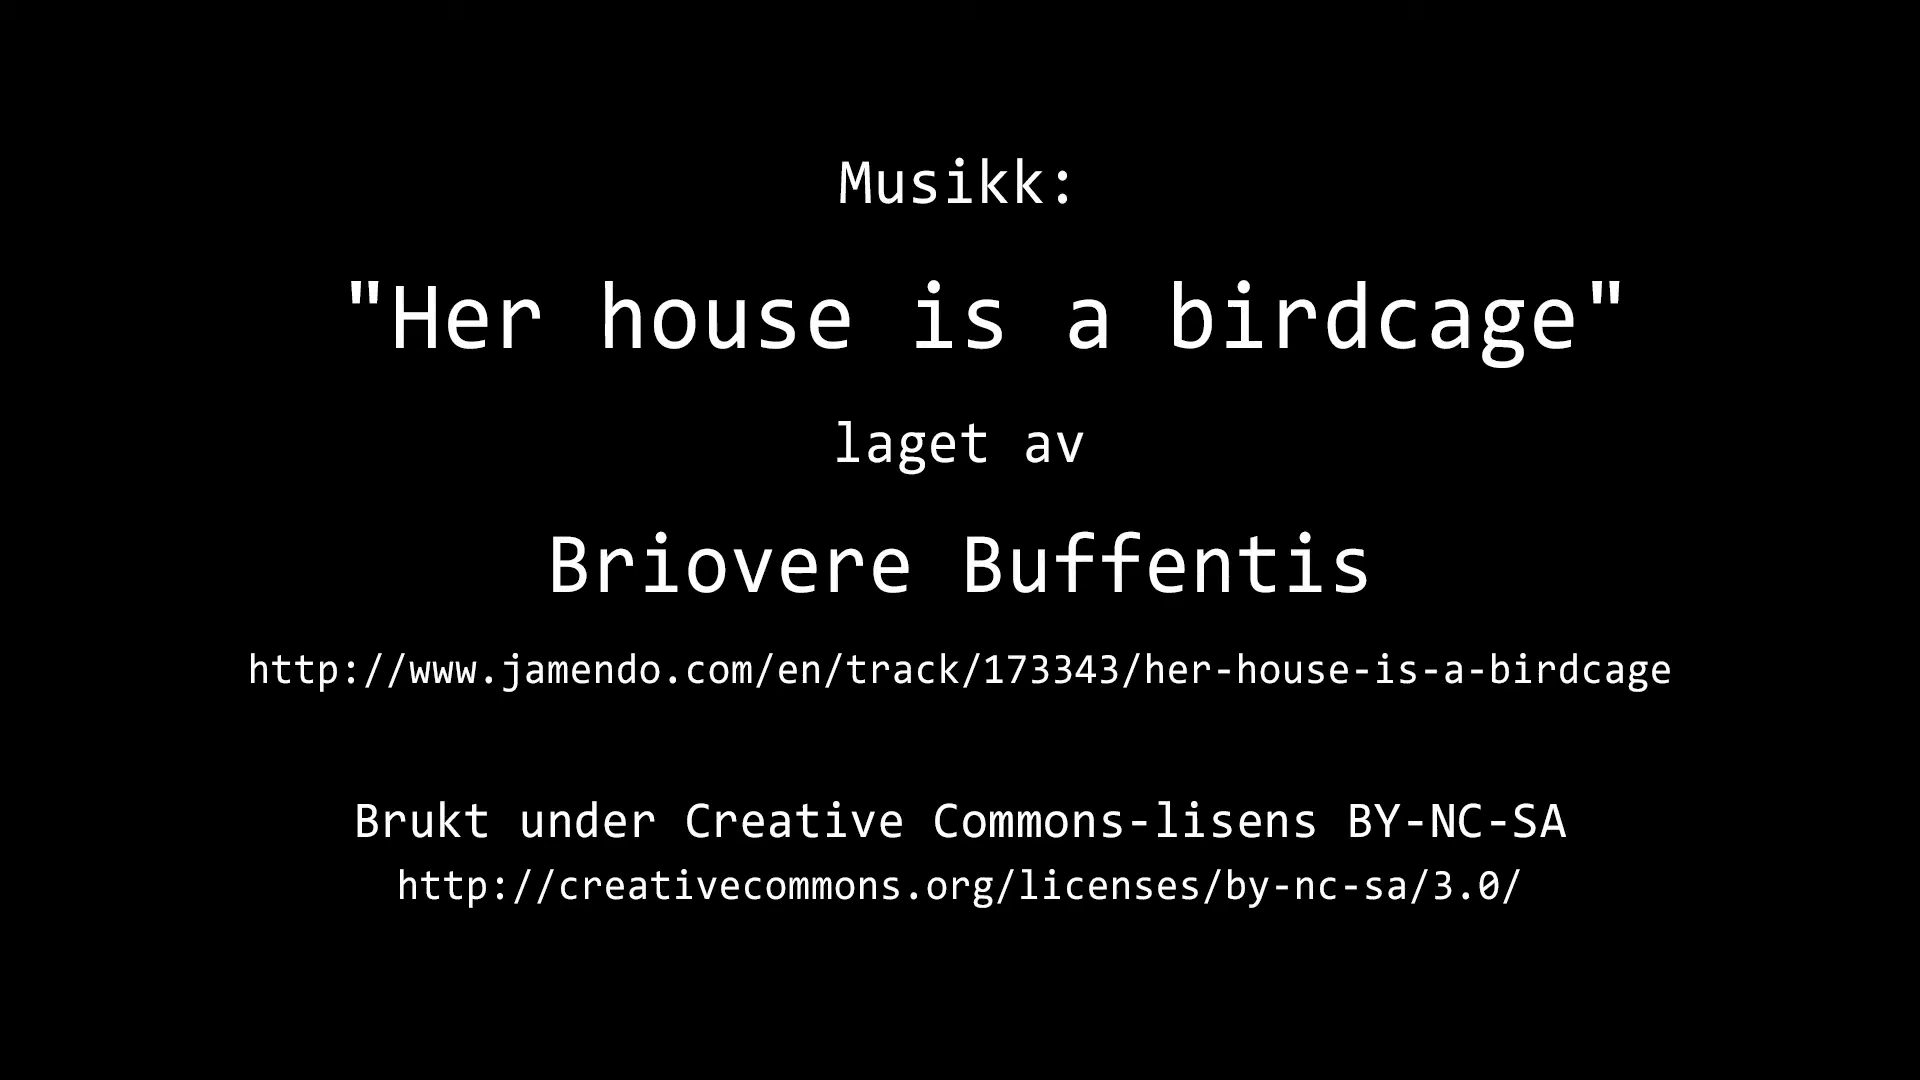 Musikk:
"Her house is a birdcage"
laget av
Briovere Buffentis
http://www.jamendo.com/en/track/173343/her-house-is-a-birdcage
Brukt under Creative Commons-lisens BY-NC-SA
http://creativecommons.org/licenses/by-nc-sa/3.0/